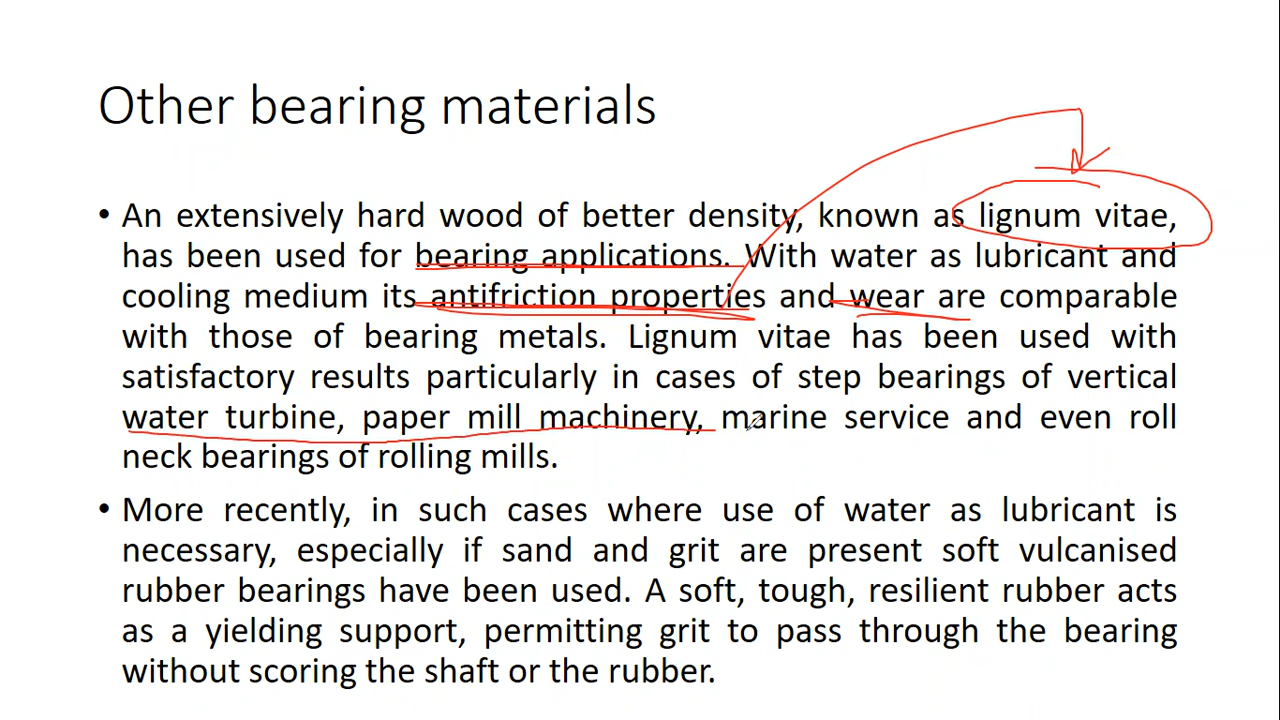 Other bearing materials
• An extensively hard wood of better density, known as lignum vitae,
has been used for bearing applications. With water as lubricant and
cooling medium its antifriction properties and wear are comparable
with those of bearing metals. Lignum vitae has been used with
satisfactory results particularly in cases of step bearings of vertical
water turbine, paper mill machinery, marine service and even roll
neck bearings of rolling mills.
• More recently, in such cases where use of water as lubricant is
necessary, especially if sand and grit are present soft vulcanised
rubber bearings have been used. A soft, tough, resilient rubber acts
as a yielding support, permitting grit to pass through the bearing
without scoring the shaft or the rubber.